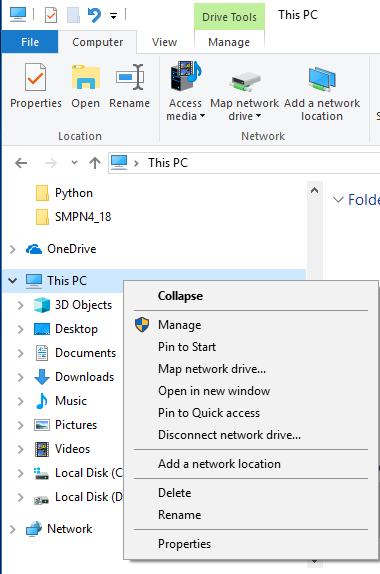 Drive Tools
This PC
File
Computer
View
Manage
Properties
Open
Rename
Access
media
Map network
drive
Add a network
location
Location
Network
This PC
Python
SMPN4_18
OneDrive
This PC
3D Objects
Desktop
Documents
Downloads
Music
Pictures
Videos
Local Disk (C
Local Disk (D
Network
Folde
Collapse
Manage
Pin to Start
Map network drive...
Open in new window
Pin to Quick access
Disconnect network drive...
Add a network location
Delete
Rename
Properties